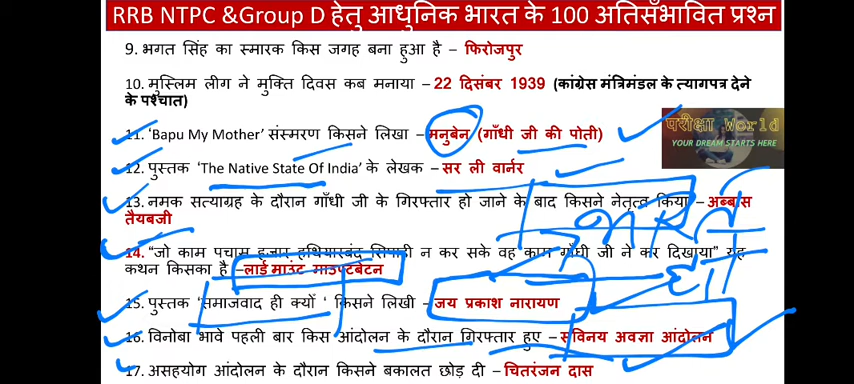 RRB NTPC &Group D हेतु आधुनिक भारत के 100 अतिसँभावित प्रश्न
9. भगत सिंह का स्मारक किस जगह बना हुआ है – फिरोजपुर
10. मुस्लिम लीग ने मुक्ति दिवस कब मनाया – 22 दिसंबर 1939 (कांग्रेस मंत्रिमंडल के त्यागपत्र देने
के पश्चात)
11. 'Bapu My Mother' संस्मरण किसने लिखा – मनुबेन (गाँधी जी की पोती)
परीक्षा World
YOUR DREAM STARTS HERE
12. पुस्तक 'The Native State Of India' के लेखक – सर ली वार्नर
13. नमक सत्याग्रह के दौरान गाँधी जी के गिरफ्तार हो जाने के बाद किसने नेतृत्व किया – अब्बास
तैयबजी
14. "जो काम पचास हजार हथियारबंद सिपाही न कर सके वह काम गाँधी जी ने कर दिखाया" यह
कथन किसका है – लार्ड माउंट माउण्टबेटन
15. पुस्तक 'समाजवाद ही क्यों ' किसने लिखी – जय प्रकाश नारायण
16. विनोबा भावे पहली बार किस आंदोलन के दौरान गिरफ्तार हुए – सविनय अवज्ञा आंदोलन
17. असहयोग आंदोलन के दौरान किसने बकालत छोड़ दी – चितरंजन दास